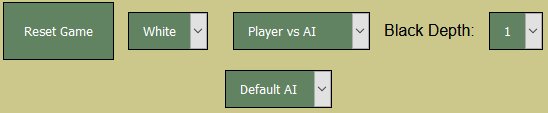 Reset Game White Player vs AI Black Depth: 1
Default AI